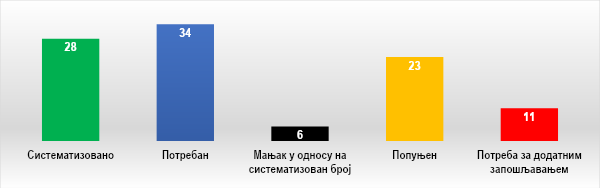 28
34
6
23
11
Систематизовано
Потребан
Мањак у односу на
систематизован број
Попуњен
Потреба за додатним
запошљавањем